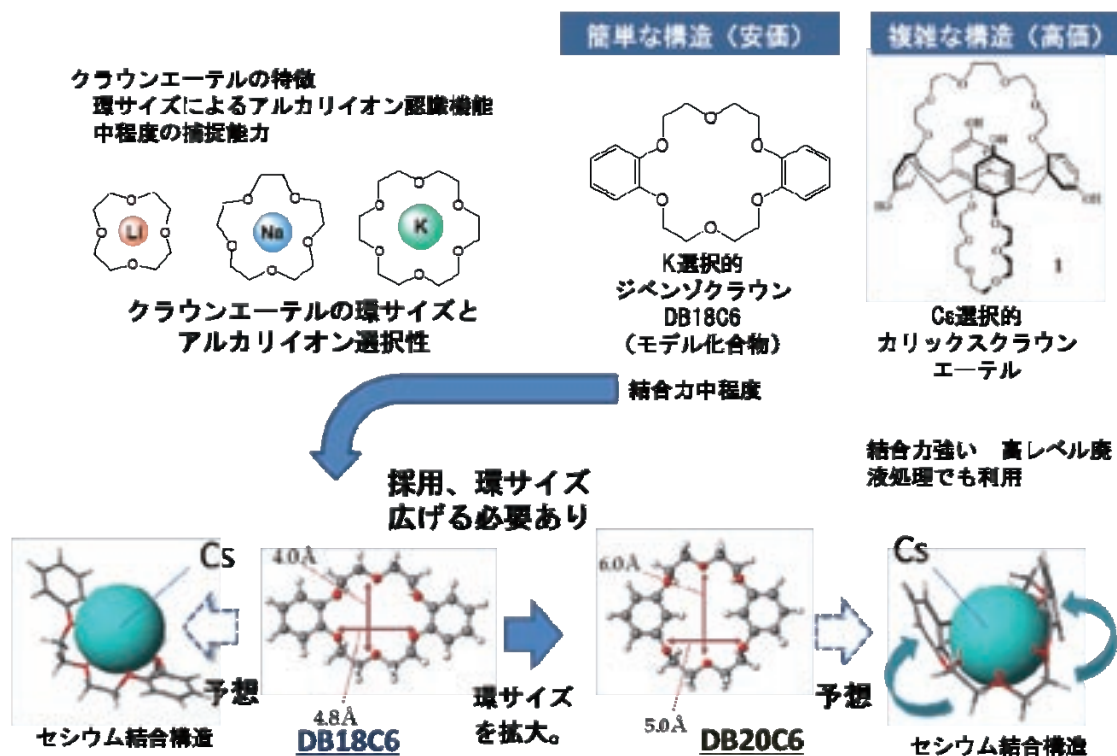 簡単な構造（安価）
複雑な構造（高価）
クラウンエーテルの特徴
環サイズによるアルカリイオン認識機能
中程度の捕捉能力
Li
Na
K
クラウンエーテルの環サイズと
アルカリイオン選択性
O
O
O
O
O
O
K選択的
ジベンゾクラウン
DB18C6
（モデル化合物）
OH
OH
HO
OH
1
Cs選択的
カリックスクラウン
エーテル
結合力中程度
結合力強い　高レベル廃
液処理でも利用
採用、環サイズ
広げる必要あり
Cs
セシウム結合構造
予想
4.0Å
4.8Å
DB18C6
環サイズ
を拡大。
6.0Å
5.0Å
DB20C6
予想
Cs
セシウム結合構造